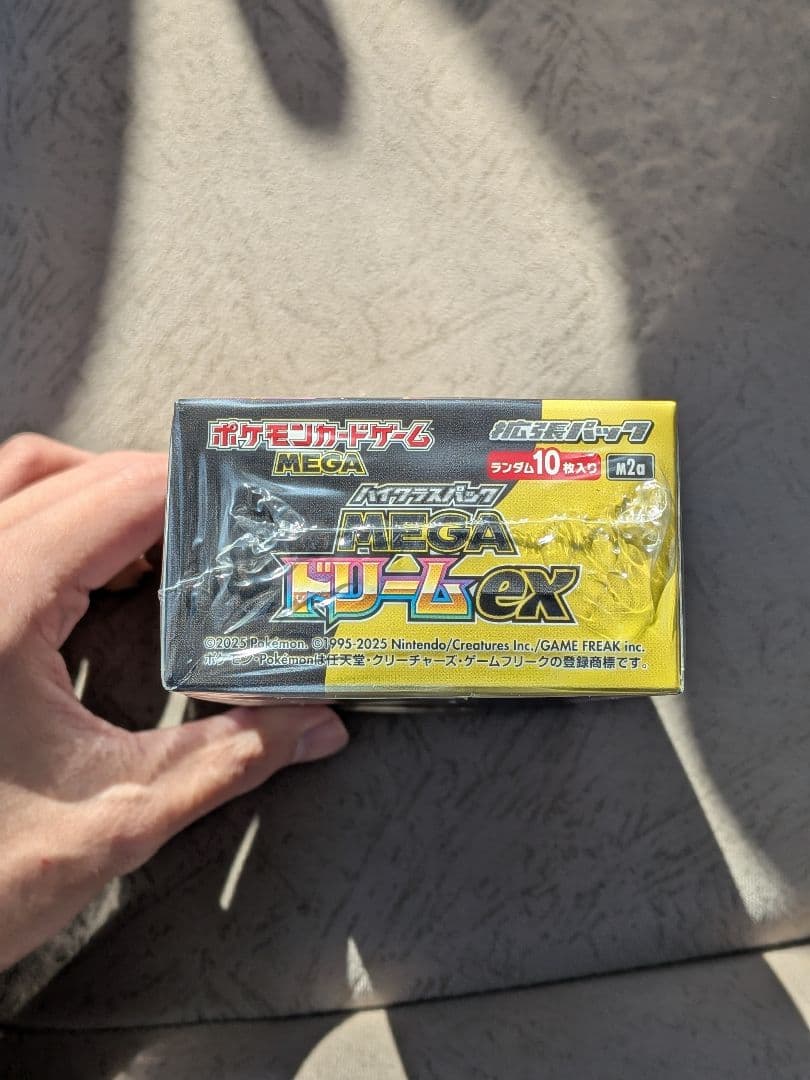 ポケモンカードゲーム
MEGA
拡張パック
ランダム10枚入り M2a
ハイクラスパック
MEGA
ドリームex
©2025 Pokémon. ©1995-2025 Nintendo/Creatures Inc./GAME FREAK inc.
ポケモン・Pokémonは任天堂・クリーチャーズ・ゲームフリークの登録商標です。